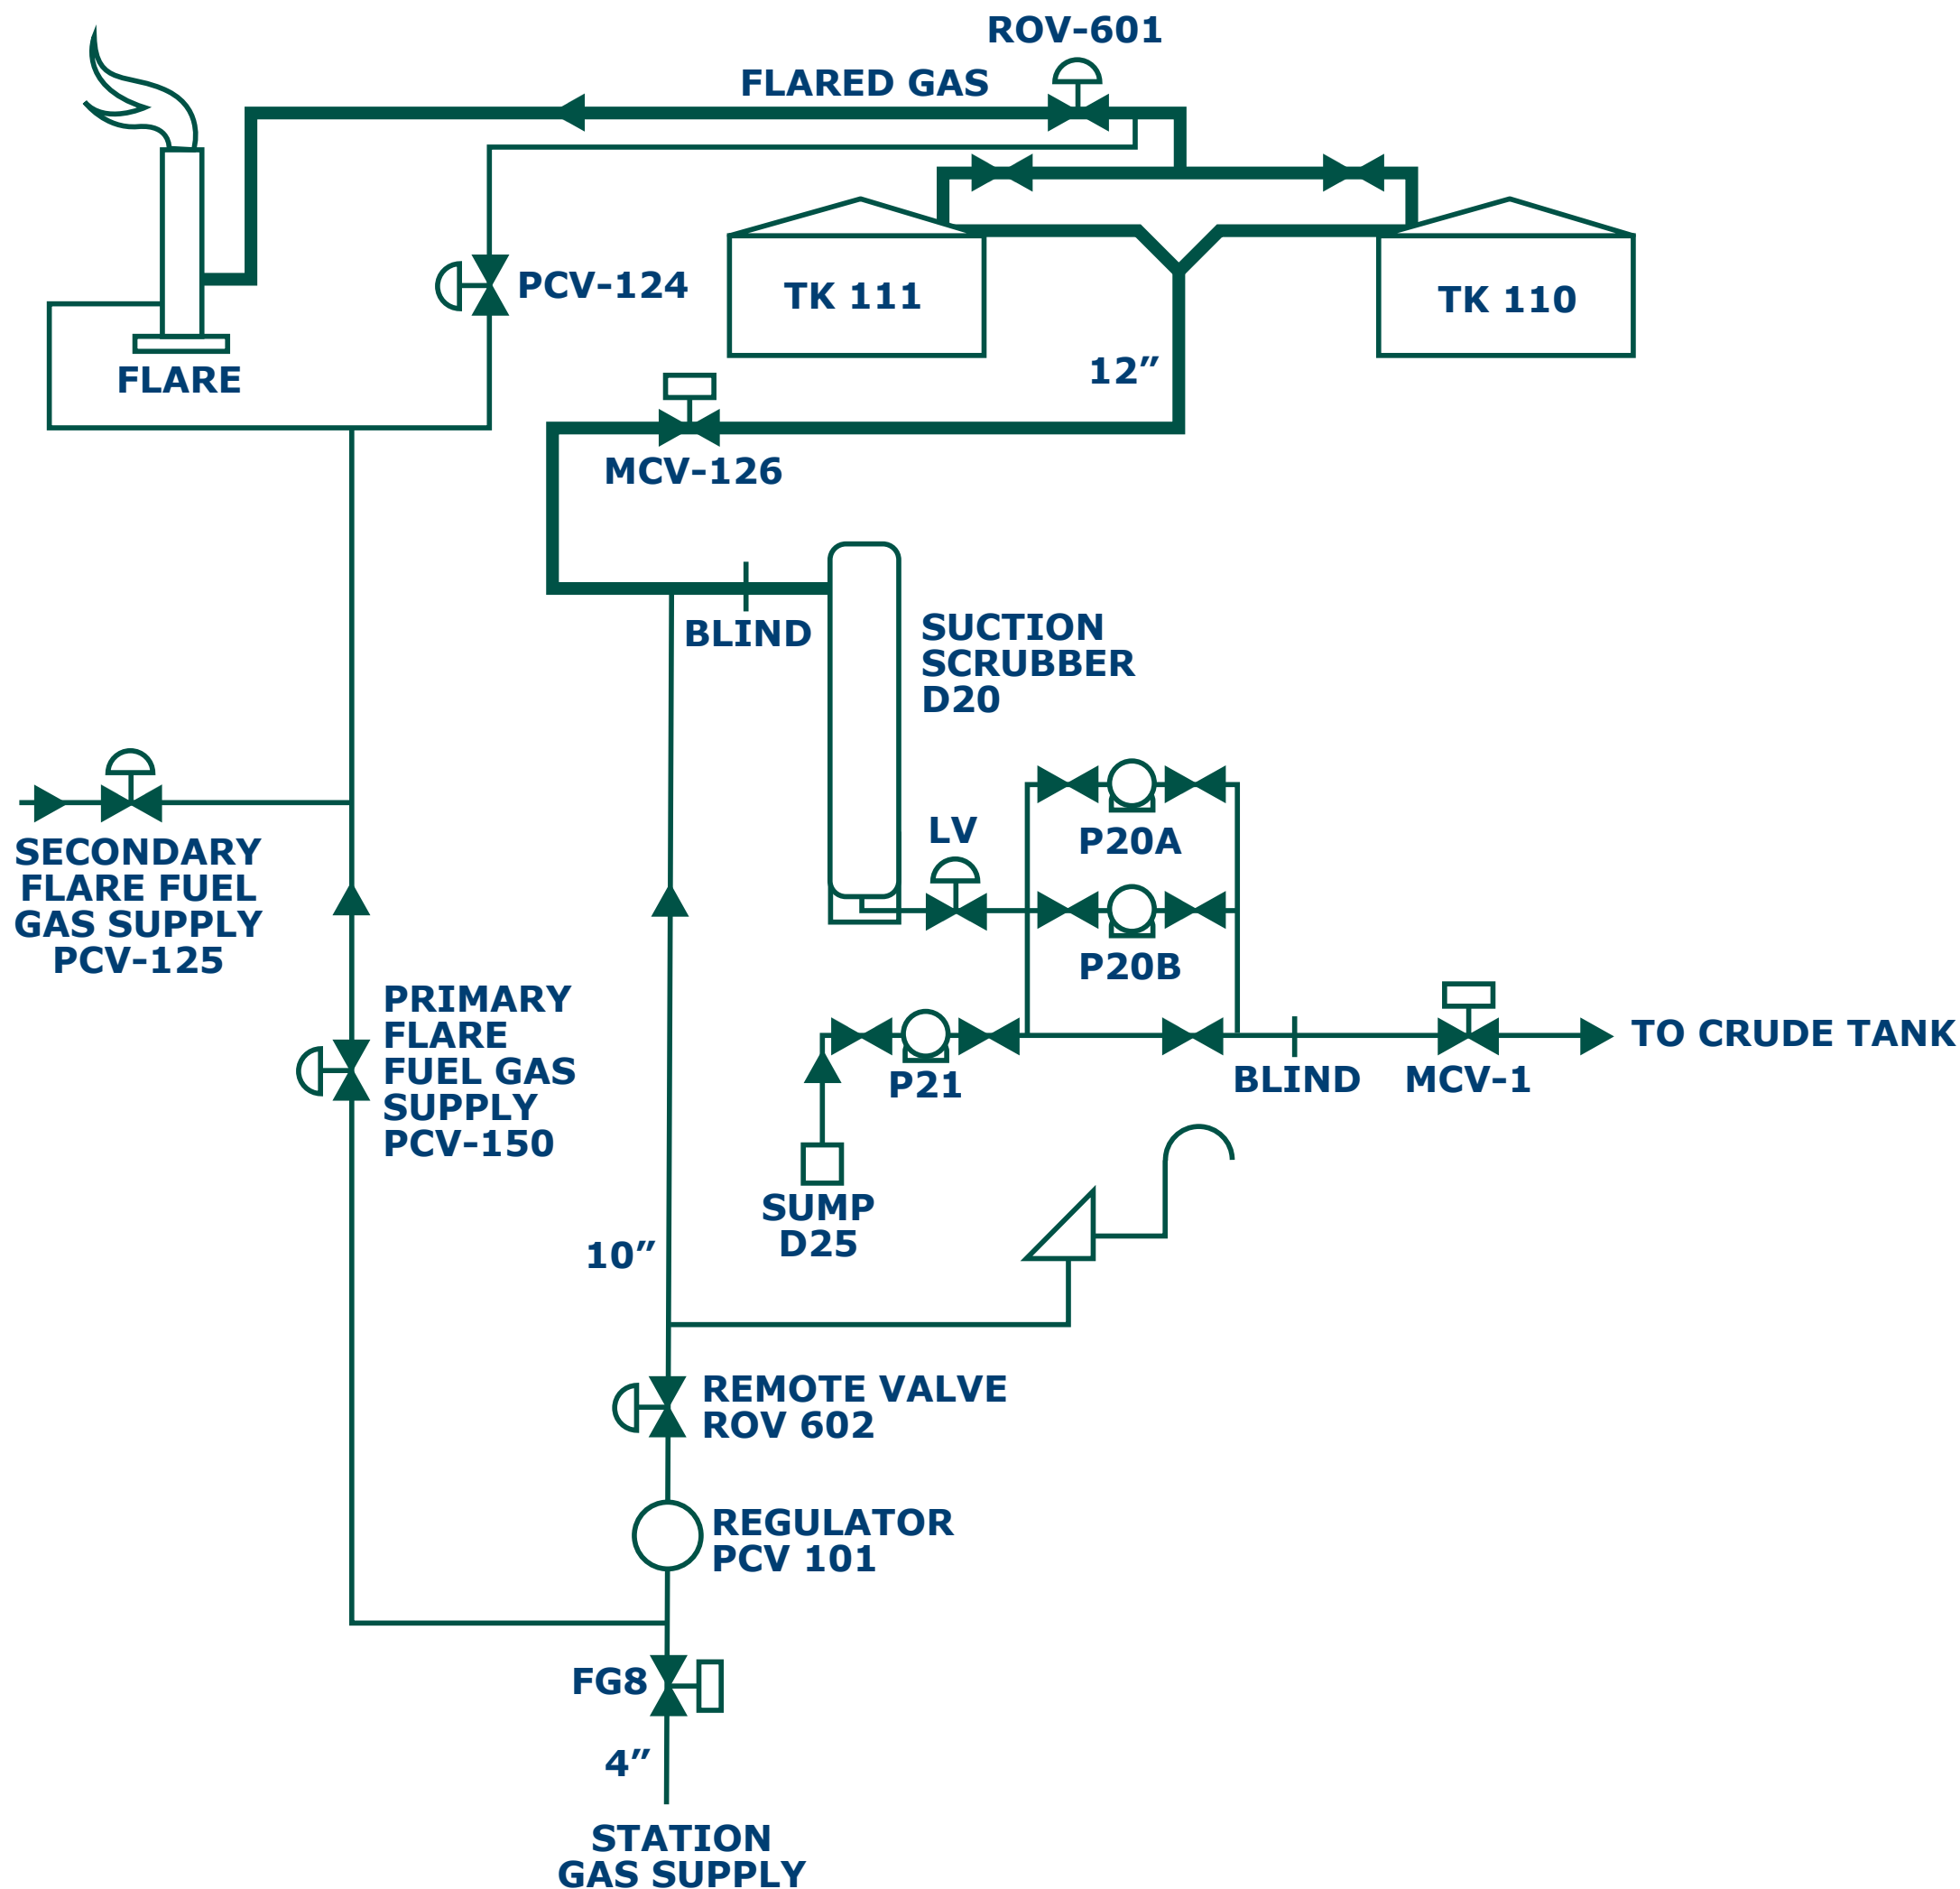 ROV-601
FLARED GAS
PCV-124
TK 111
TK 110
FLARE
12”
MCV-126
BLIND
SUCTION
SCRUBBER
D20
LV
P20A
SECONDARY
FLARE FUEL
GAS SUPPLY
PCV-125
P20B
PRIMARY
FLARE
FUEL GAS
SUPPLY
PCV-150
TO CRUDE TANK
P21
BLIND
MCV-1
SUMP
D25
10”
REMOTE VALVE
ROV 602
REGULATOR
PCV 101
FG8
4”
STATION
GAS SUPPLY